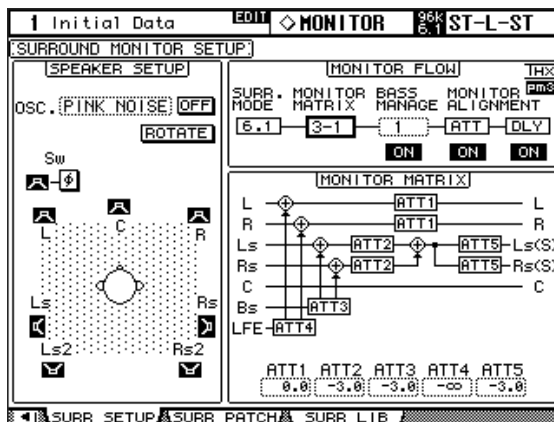 1 Initial Data EDIT ◇MONITOR 96K 6.1 ST-L-ST
SURROUND MONITOR SETUP
SPEAKER SETUP
OSC. PINK NOISE OFF
ROTATE
Sw
ϕ
L C R
Ls Rs
Ls2 Rs2
MONITOR FLOW THX pm3
SURR. MODE MONITOR MATRIX BASS MANAGE MONITOR ALIGNMENT
6.1 3-1 1 ATT DLY
ON ON ON
MONITOR MATRIX
L ATT1 L
R ATT1 R
Ls ATT2 ATT5 Ls(S)
Rs ATT2 ATT5 Rs(S)
C C
Bs ATT3
LFE ATT4
ATT1 ATT2 ATT3 ATT4 ATT5
0.0 -3.0 -3.0 -∞ -3.0
SURR SETUP SURR PATCH SURR LIB